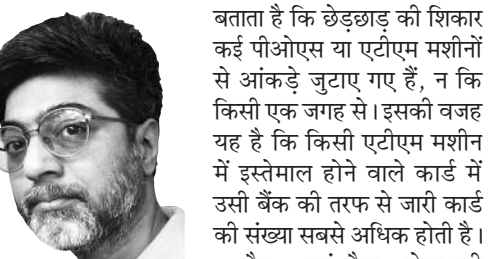 बताता है कि छेड़छाड़ की शिकार
कई पीओएस या एटीएम मशीनों
से आंकड़े जुटाए गए हैं, न कि
किसी एक जगह से। इसकी वजह
यह है कि किसी एटीएम मशीन
में इस्तेमाल होने वाले कार्ड में
उसी बैंक की तरफ से जारी कार्ड
की संख्या सबसे अधिक होती है।